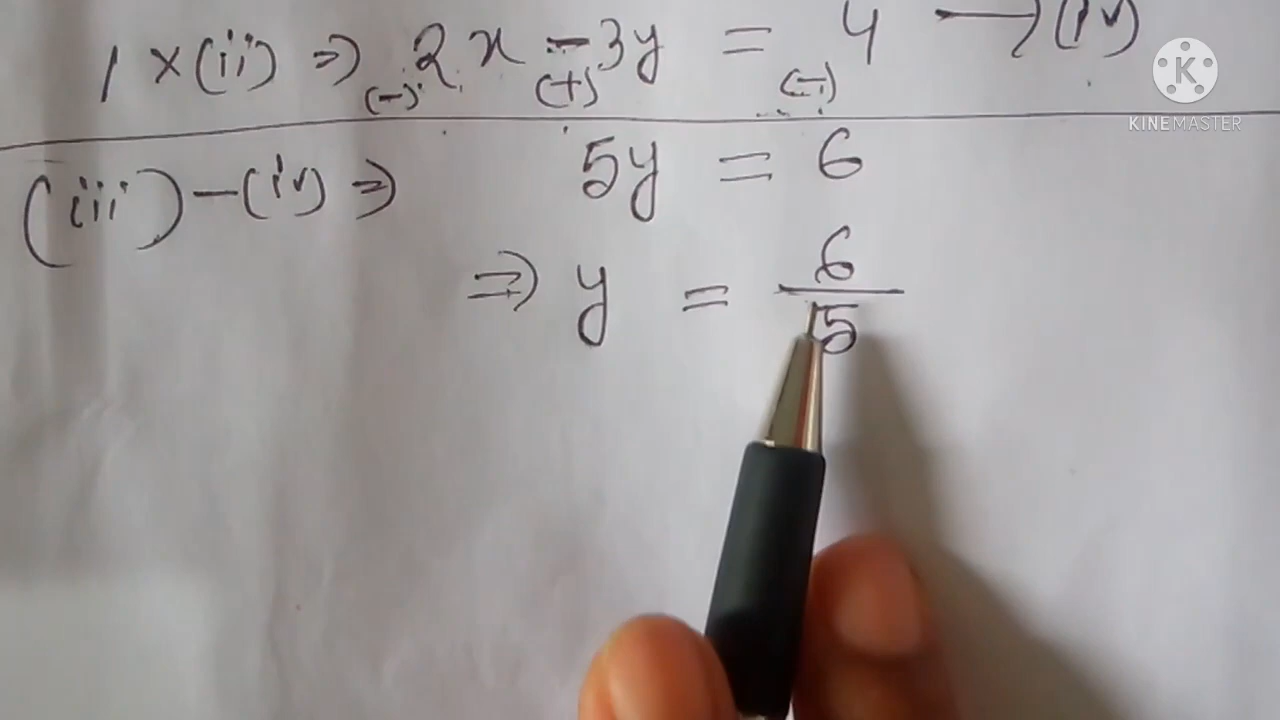 1 × (ii) ⇒ 2x - 3y = 4 → (iv)
(-) (+) (-)
(iii) - (iv) ⇒ 5y = 6
⇒ y = 6/5
K
KINEMASTER